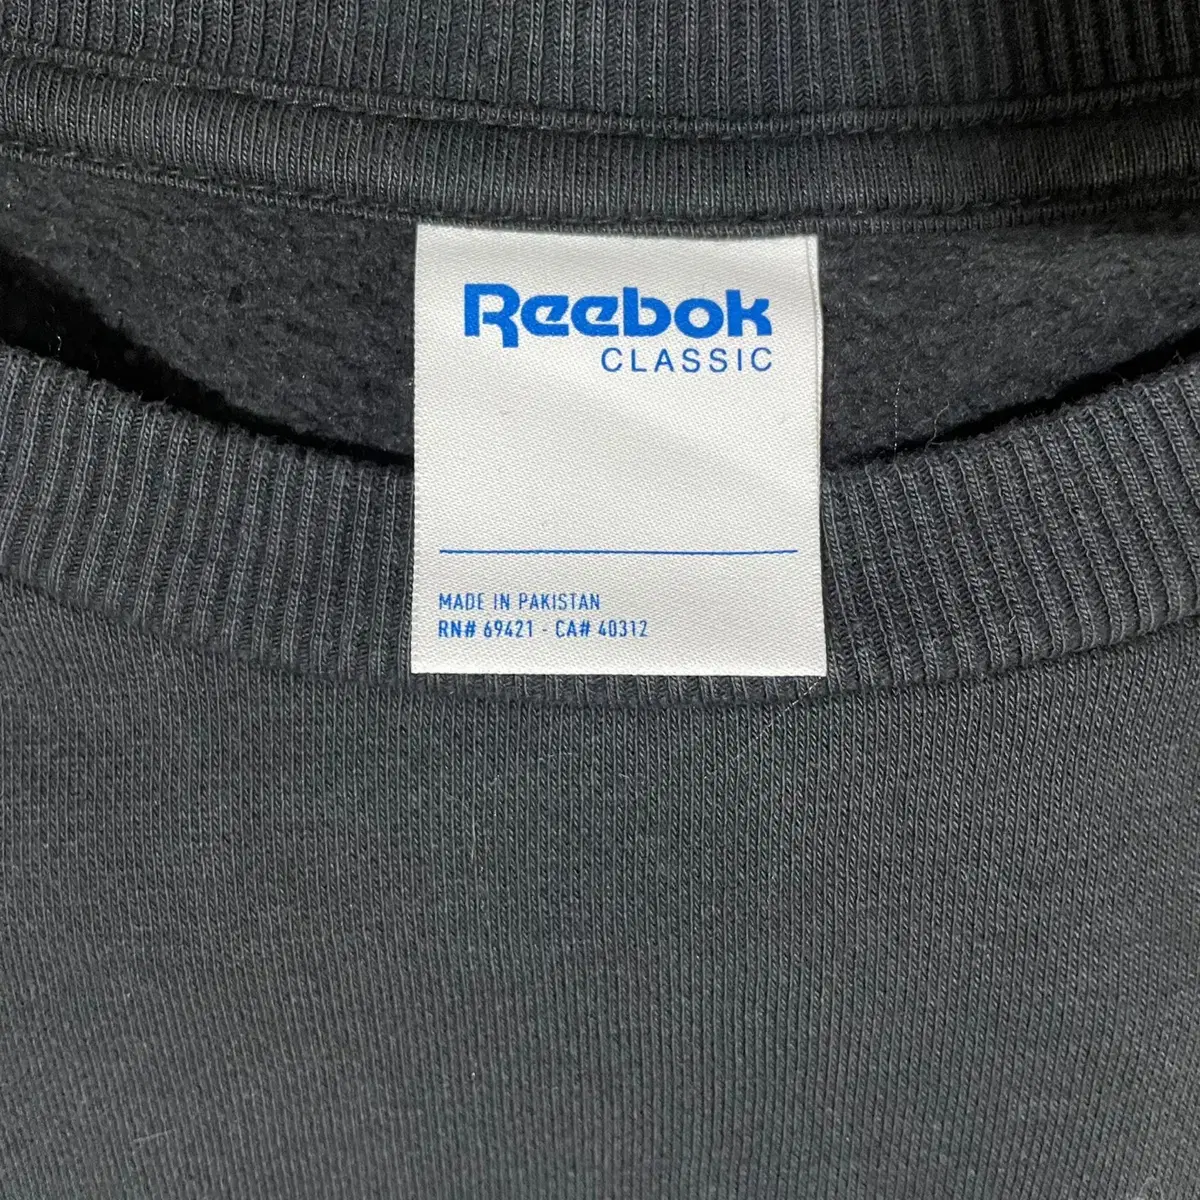 Reebok
CLASSIC
MADE IN PAKISTAN
RN# 69421 - CA# 40312